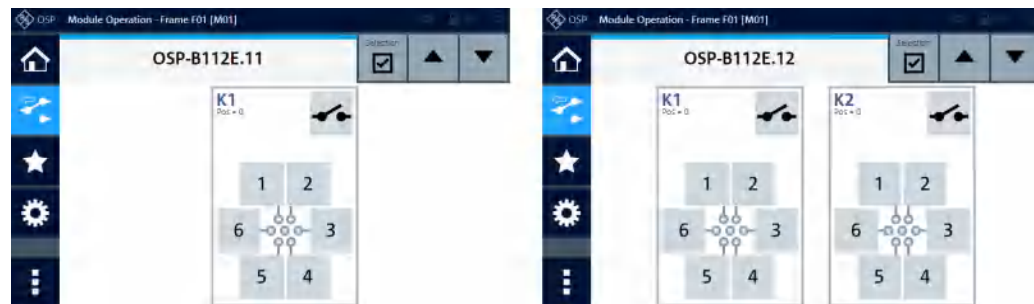 OSP Module Operation - Frame F01 [M01]
OSP-B112E.11
Selection
K1
Pos = 0
1 2
6 3
5 4
OSP Module Operation - Frame F01 [M01]
OSP-B112E.12
Selection
K1
Pos = 0
1 2
6 3
5 4
K2
Pos = 0
1 2
6 3
5 4